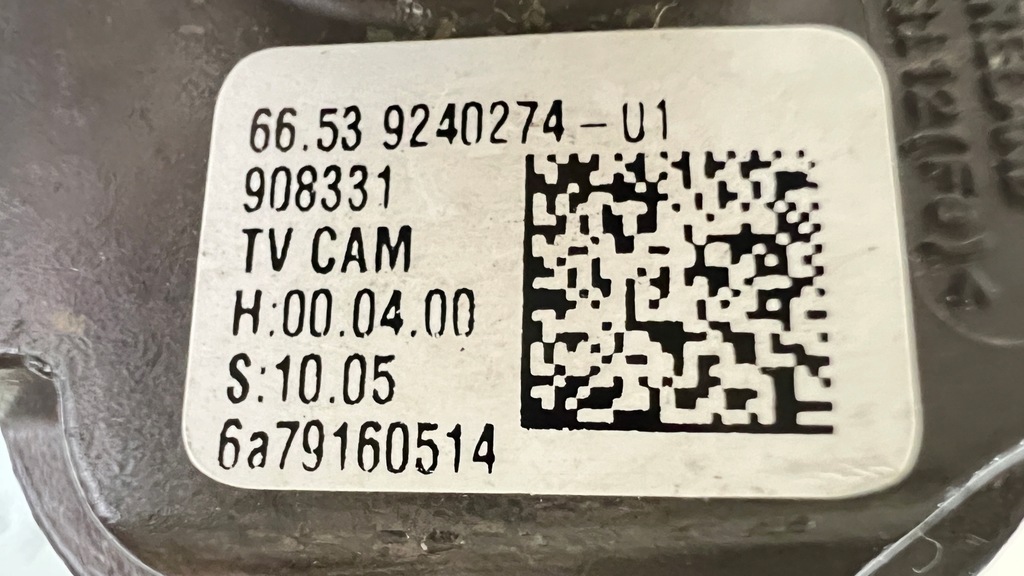 66.53 9240274-U1
908331
TV CAM
H:00.04.00
S:10.05
6a79160514